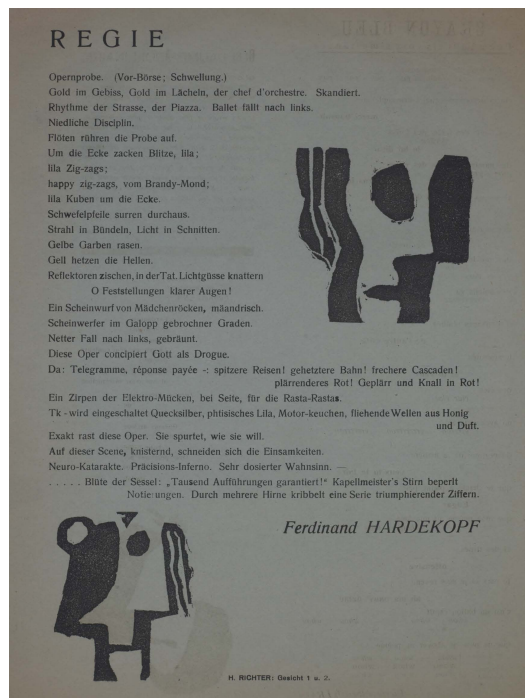 REGIE
Opernprobe. (Vor-Börse; Schwellung.)
Gold im Gebiss, Gold im Lächeln, der chef d'orchestre. Skandiert.
Rhythme der Strasse, der Piazza. Ballet fällt nach links.
Niedliche Disciplin.
Flöten rühren die Probe auf.
Um die Ecke zacken Blitze, lila;
lila Zig-zags;
happy zig-zags, vom Brandy-Mond;
lila Kuben um die Ecke.
Schwefelpfeile surren durchaus.
Strahl in Bündeln, Licht in Schnitten.
Gelbe Garben rasen.
Gell hetzen die Hellen.
Reflektoren zischen, in der Tat. Lichtgüsse knattern
O Feststellungen klarer Augen!
Ein Scheinwurf von Mädchenröcken, mäandrisch.
Scheinwerfer im Galopp gebrochner Graden.
Netter Fall nach links, gebräunt.
Diese Oper concipiert Gott als Drogue.
Da: Telegramme, réponse payée -: spitzere Reisen! gehetztere Bahn! frechere Cascaden!
plärrenderes Rot! Geplärr und Knall in Rot!
Ein Zirpen der Elektro-Mücken, bei Seite, für die Rasta-Rastas.
Tk - wird eingeschaltet Quecksilber, phtisisches Lila, Motor-keuchen, fliehende Wellen aus Honig
und Duft.
Exakt rast diese Oper. Sie spurtet, wie sie will.
Auf dieser Scene, knisternd, schneiden sich die Einsamkeiten.
Neuro-Katarakte. Präcisions-Inferno. Sehr dosierter Wahnsinn. —
. . . . . Blüte der Sessel: „Tausend Aufführungen garantiert!" Kapellmeister's Stirn beperlt
Notierungen. Durch mehrere Hirne kribbelt eine Serie triumphierender Ziffern.
Ferdinand HARDEKOPF
H. RICHTER: Gesicht 1 u. 2.